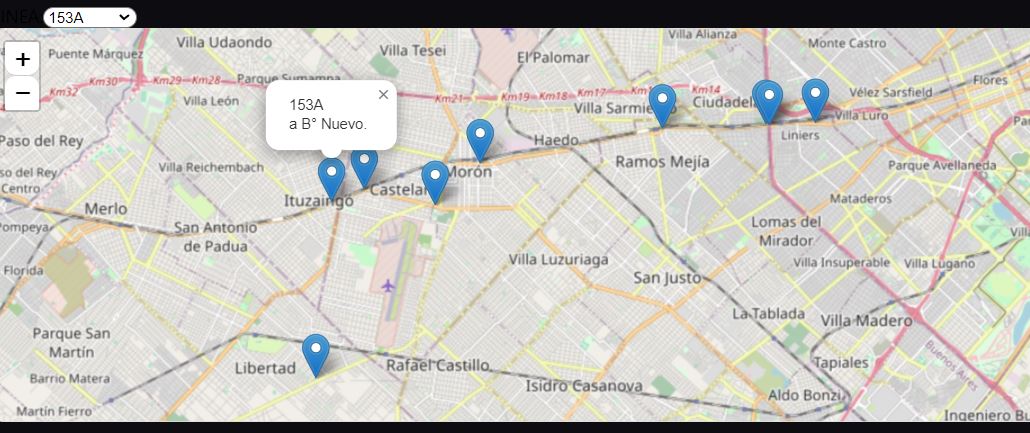 LINEA: 153A
+
−
153A
a B° Nuevo.
×
Villa Udaondo
Villa Tesei
El Palomar
Villa Alianza
Monte Castro
Puente Márquez
Km30
Km29
Km28
Parque Sumampa
Km32
Km21
Km19
Km18
Km17
Km16
Km14
Flores
Villa León
Villa Sarmiento
Ciudadela
Vélez Sarsfield
Villa Luro
Paso del Rey
Haedo
Liniers
Villa Reichembach
Morón
Ramos Mejía
Parque Avellaneda
Paso del Rey
Centro
Castelar
Ituzaingó
Mataderos
Merlo
San Antonio
de Padua
Lomas del
Mirador
Villa Luzuriaga
Villa Insuperable
Villa Lugano
Florida
San Justo
La Tablada
Villa Madero
Parque San
Martín
Libertad
Rafael Castillo
Tapiales
Buenos Aires
Barrio Matera
Isidro Casanova
Aldo Bonzi
Martín Fierro
Ingeniero Bu